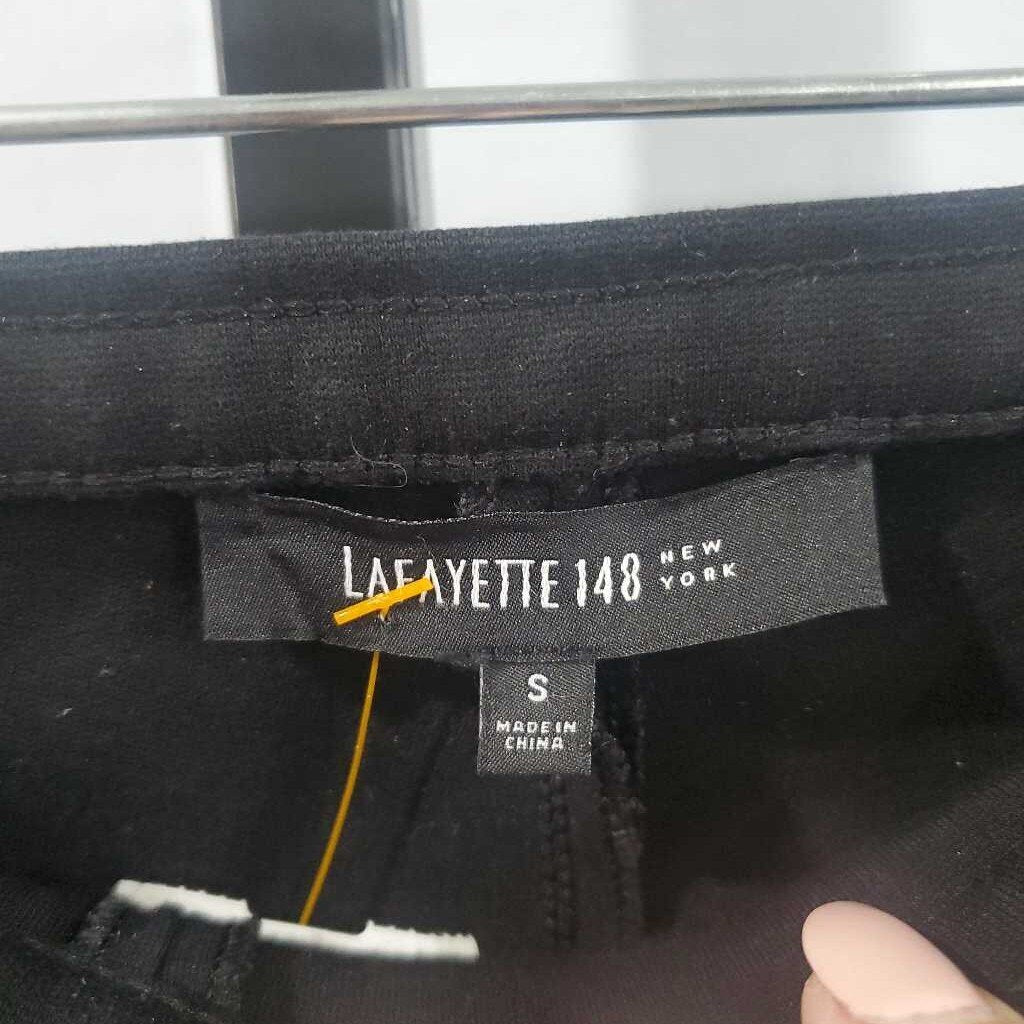 LAFAYETTE 148 NEW YORK
S
MADE IN
CHINA